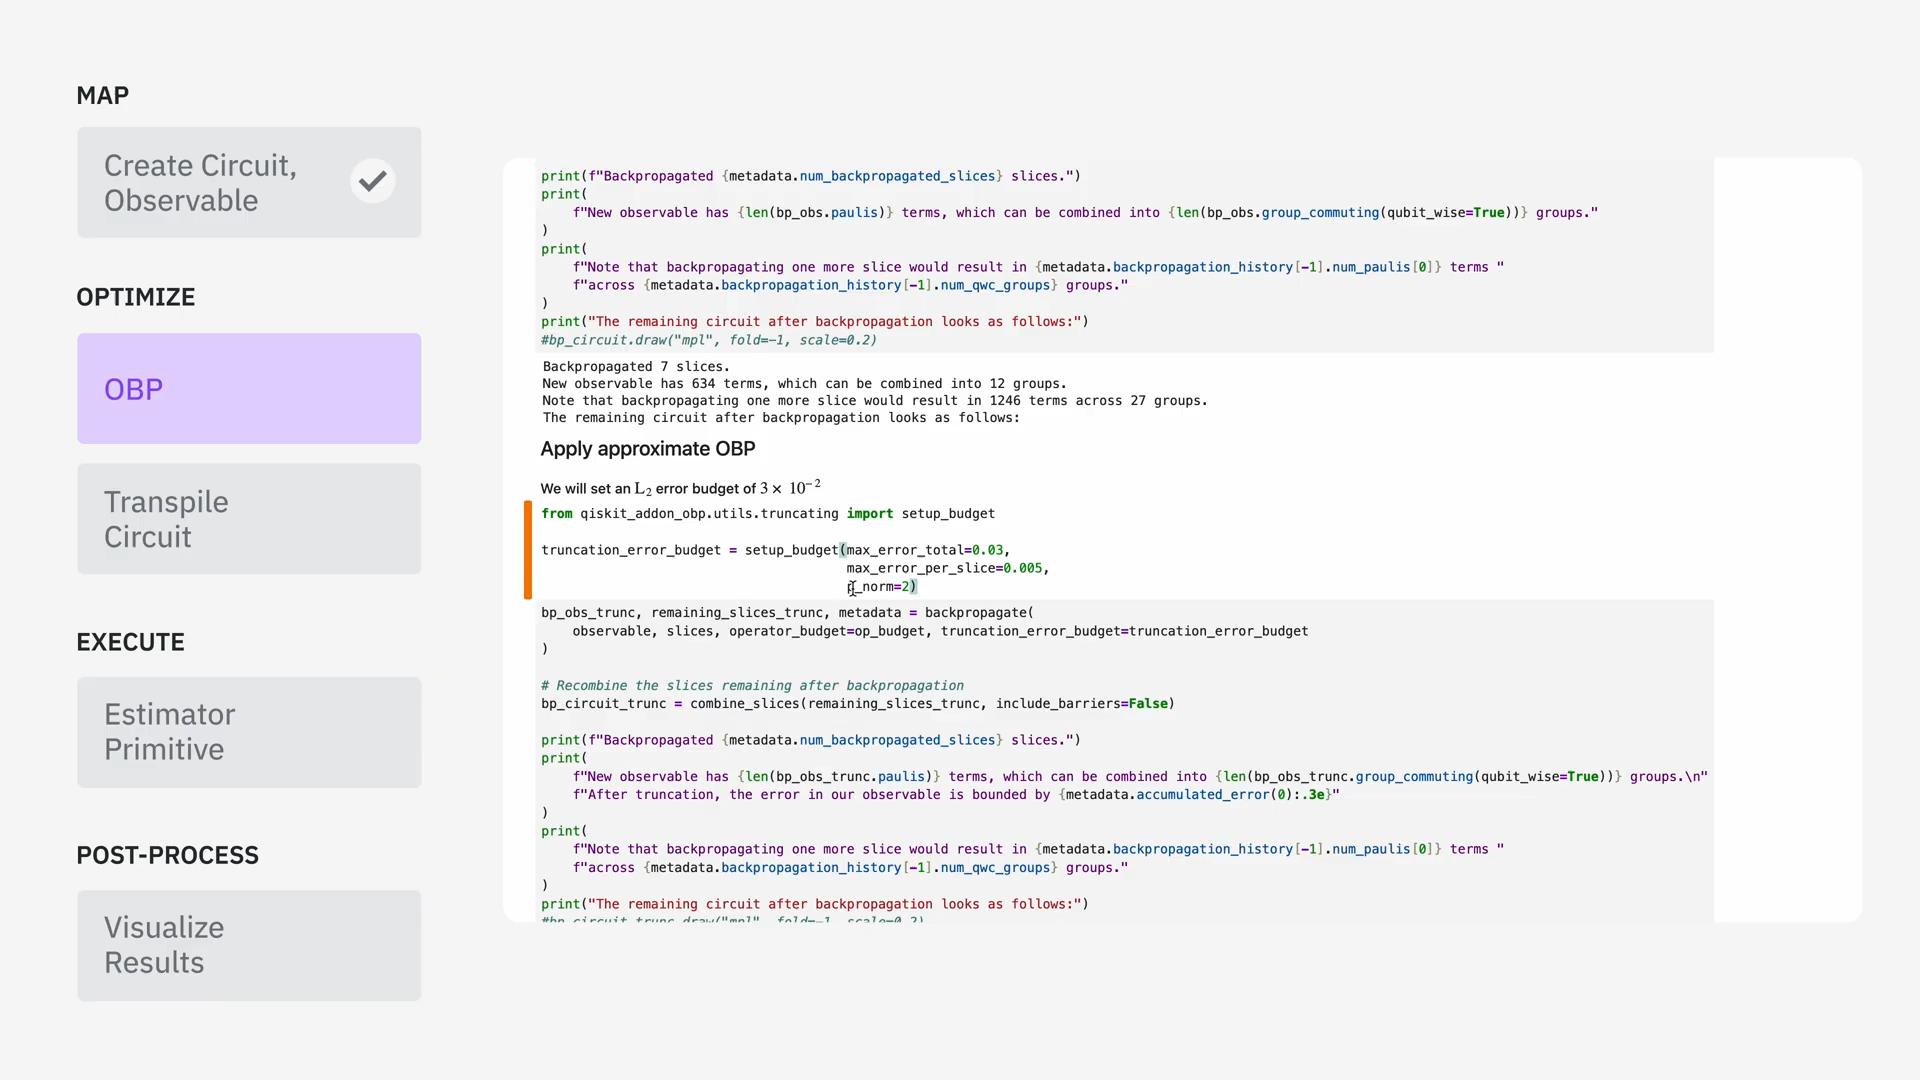 MAP
Create Circuit,
Observable
OPTIMIZE
OBP
Transpile
Circuit
EXECUTE
Estimator
Primitive
POST-PROCESS
Visualize
Results
print(f"Backpropagated {metadata.num_backpropagated_slices} slices.")
print(
    f"New observable has {len(bp_obs.paulis)} terms, which can be combined into {len(bp_obs.group_commuting(qubit_wise=True))} groups."
)
print(
    f"Note that backpropagating one more slice would result in {metadata.backpropagation_history[-1].num_paulis[0]} terms "
    f"across {metadata.backpropagation_history[-1].num_qwc_groups} groups."
)
print("The remaining circuit after backpropagation looks as follows:")
#bp_circuit.draw("mpl", fold=-1, scale=0.2)
Backpropagated 7 slices.
New observable has 634 terms, which can be combined into 12 groups.
Note that backpropagating one more slice would result in 1246 terms across 27 groups.
The remaining circuit after backpropagation looks as follows:
Apply approximate OBP
We will set an L₂ error budget of 3 × 10⁻²
from qiskit_addon_obp.utils.truncating import setup_budget
truncation_error_budget = setup_budget(max_error_total=0.03,
                                       max_error_per_slice=0.005,
                                       p_norm=2)
bp_obs_trunc, remaining_slices_trunc, metadata = backpropagate(
    observable, slices, operator_budget=op_budget, truncation_error_budget=truncation_error_budget
)
# Recombine the slices remaining after backpropagation
bp_circuit_trunc = combine_slices(remaining_slices_trunc, include_barriers=False)
print(f"Backpropagated {metadata.num_backpropagated_slices} slices.")
print(
    f"New observable has {len(bp_obs_trunc.paulis)} terms, which can be combined into {len(bp_obs_trunc.group_commuting(qubit_wise=True))} groups.\n"
    f"After truncation, the error in our observable is bounded by {metadata.accumulated_error(0):.3e}"
)
print(
    f"Note that backpropagating one more slice would result in {metadata.backpropagation_history[-1].num_paulis[0]} terms "
    f"across {metadata.backpropagation_history[-1].num_qwc_groups} groups."
)
print("The remaining circuit after backpropagation looks as follows:")
#bp_circuit_trunc.draw("mpl", fold=-1, scale=0.2)